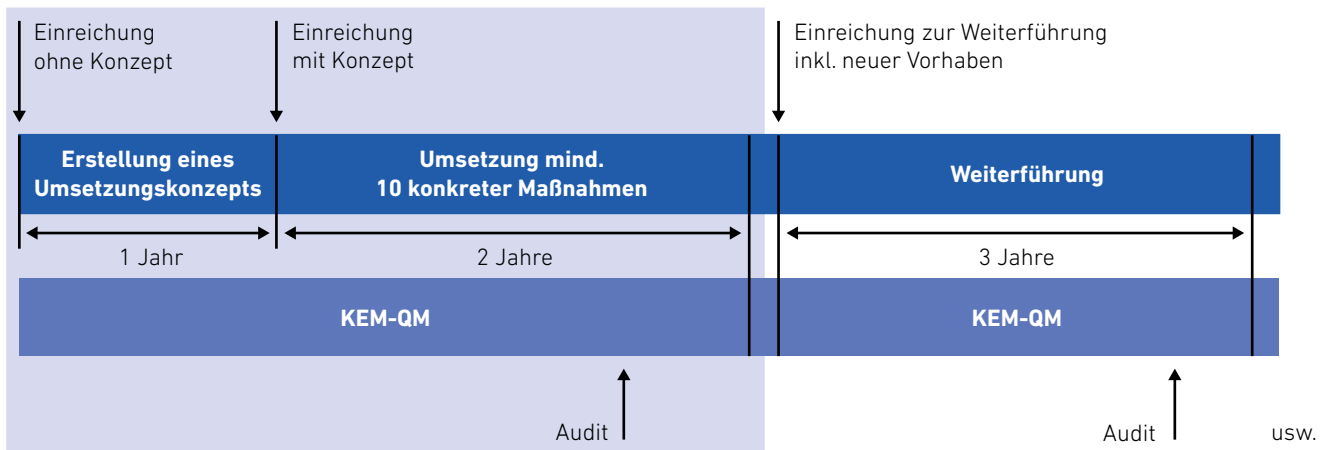 Einreichung
ohne Konzept
Einreichung
mit Konzept
Einreichung zur Weiterführung
inkl. neuer Vorhaben
Erstellung eines
Umsetzungskonzepts
Umsetzung mind.
10 konkreter Maßnahmen
Weiterführung
1 Jahr
2 Jahre
3 Jahre
KEM-QM
KEM-QM
Audit
Audit
usw.